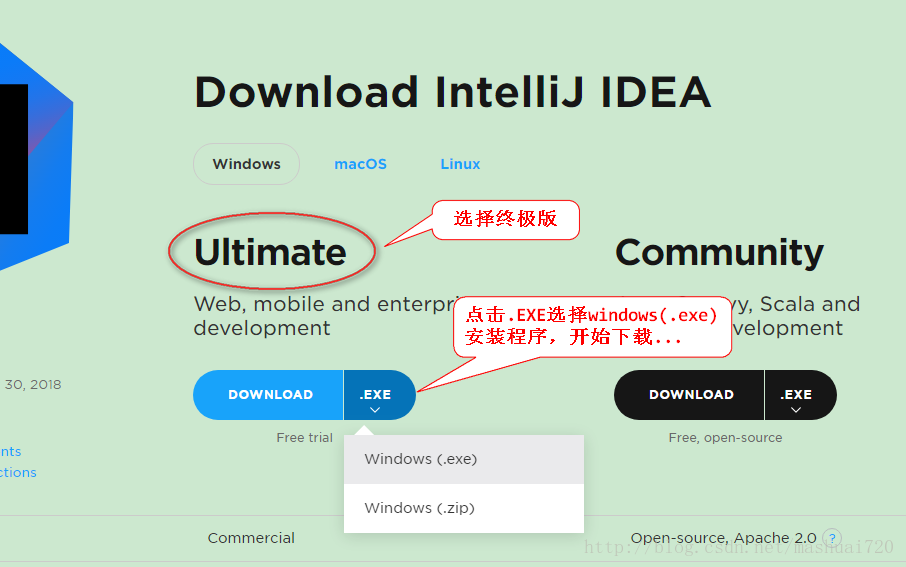 Download IntelliJ IDEA
Windows macOS Linux
选择终极版
Ultimate
Community
Web, mobile and enterpri
development
vy, Scala and
velopment
点击.EXE选择windows(.exe)
安装程序，开始下载...
30, 2018
DOWNLOAD .EXE
DOWNLOAD .EXE
Free trial
Free, open-source
nts
ctions
Windows (.exe)
Windows (.zip)
Commercial
Open-source, Apache 2.0 ?
http://blog.csdn.net/mashuai720